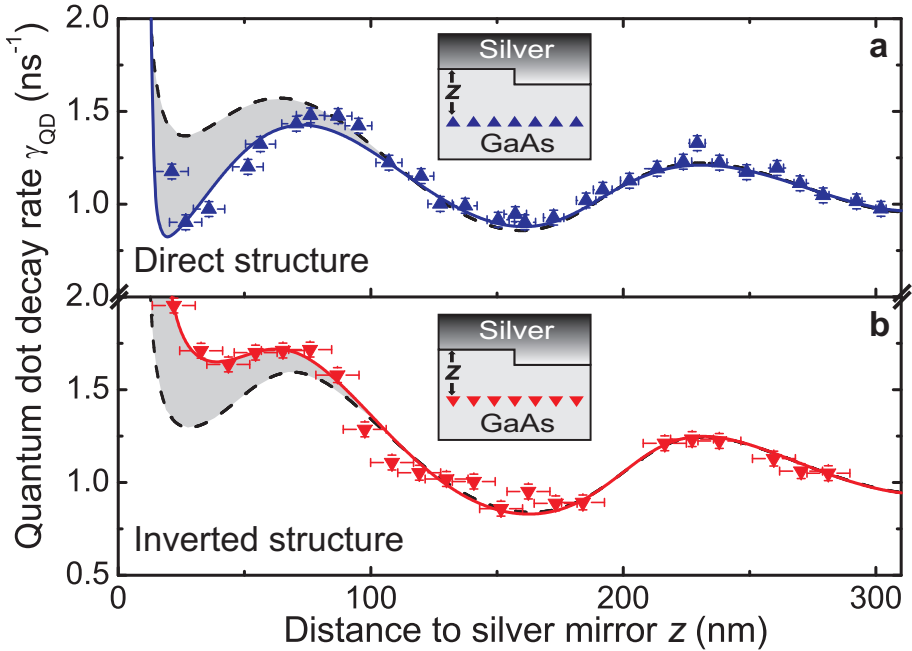 Quantum dot decay rate γQD (ns-1)
2.0
1.5
1.0
a
Silver
z
GaAs
Direct structure
2.0
1.5
1.0
0.5
b
Silver
z
GaAs
Inverted structure
0 100 200 300
Distance to silver mirror z (nm)